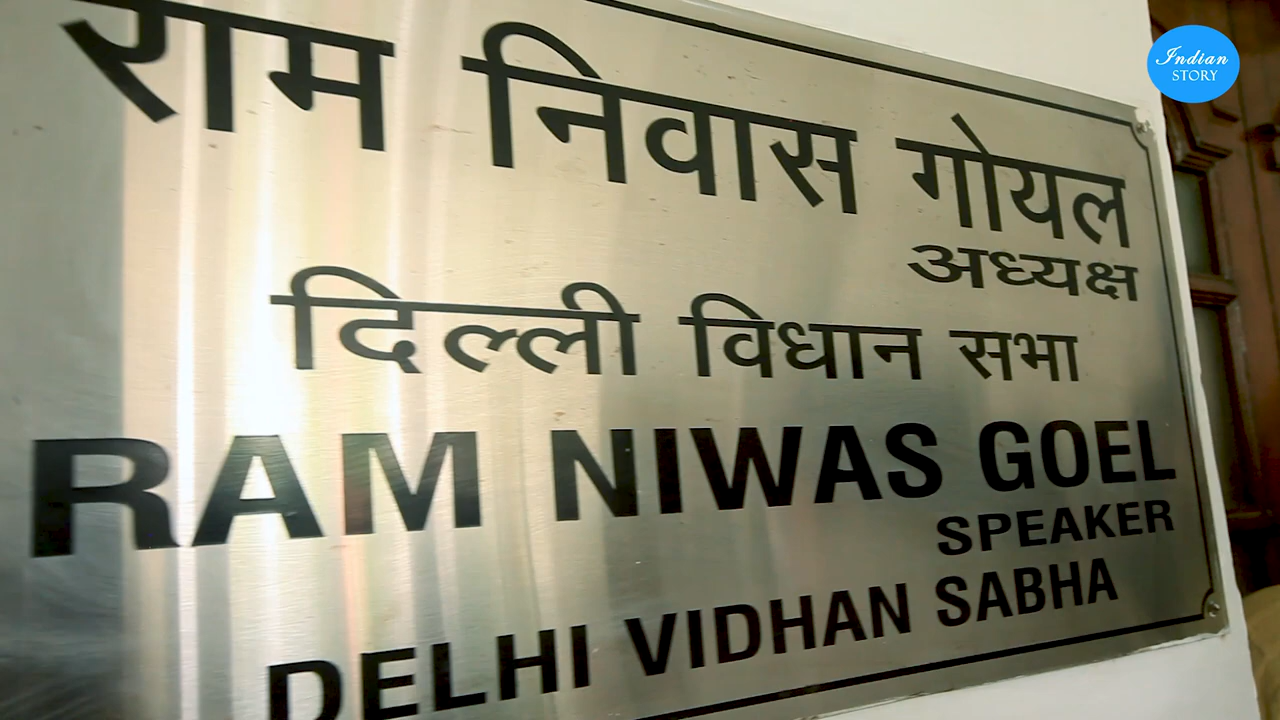 राम निवास गोयल
अध्यक्ष
दिल्ली विधान सभा
RAM NIWAS GOEL
SPEAKER
DELHI VIDHAN SABHA
Indian
STORY